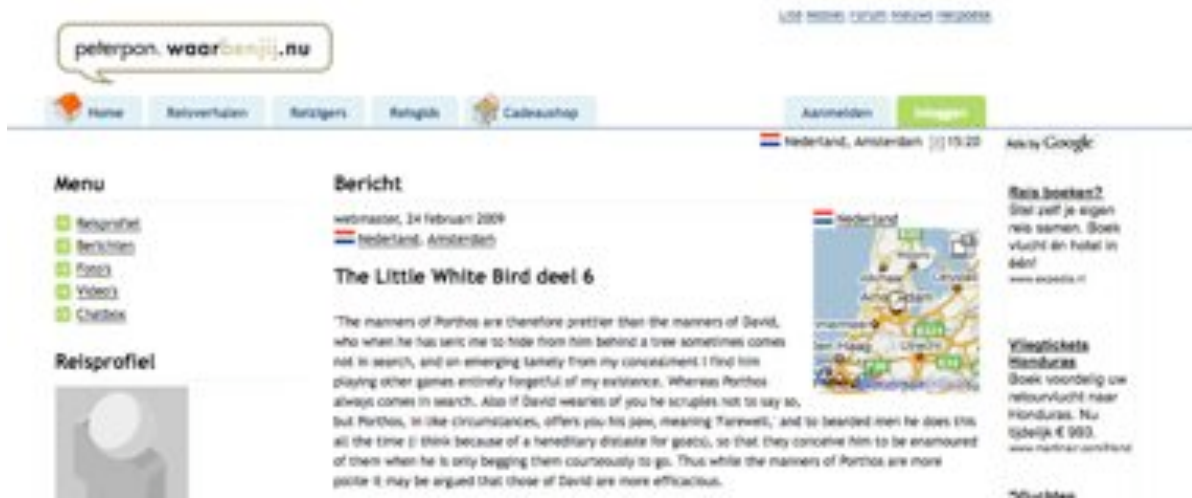 peterpan. waarbenjij.nu
Home Reisverhalen Reizigers Reisgids Cadeaushop Aanmelden Inloggen
Nederland, Amsterdam 15:20
Ads by Google
Menu
Reisprofiel
Berichten
Foto's
Video's
Chatbox
Reisprofiel
Bericht
webmaster, 24 februari 2009
Nederland, Amsterdam
The Little White Bird deel 6
'The manners of Porthos are therefore prettier than the manners of David,
who when he has sent me to hide from him behind a tree sometimes comes
not in search, and on emerging tamely from my concealment I find him
playing other games entirely forgetful of my existence. Whereas Porthos
always comes in search. Also if David wearies of you he scruples not to say so,
but Porthos, in like circumstances, offers you his paw, meaning 'Farewell,' and to bearded men he does this
all the time (I think because of a hereditary distaste for goats), so that they conceive him to be enamoured
of them when he is only begging them courteously to go. Thus while the manners of Porthos are more
polite it may be argued that those of David are more efficacious.
Nederland
Amsterdam
Den Haag
Utrecht
Reis boeken?
Stel zelf je eigen
reis samen. Boek
vlucht én hotel in
één!
www.expedia.nl
Vliegtickets
Honduras
Boek voordelig uw
retourvlucht naar
Honduras. Nu
tijdelijk € 993.